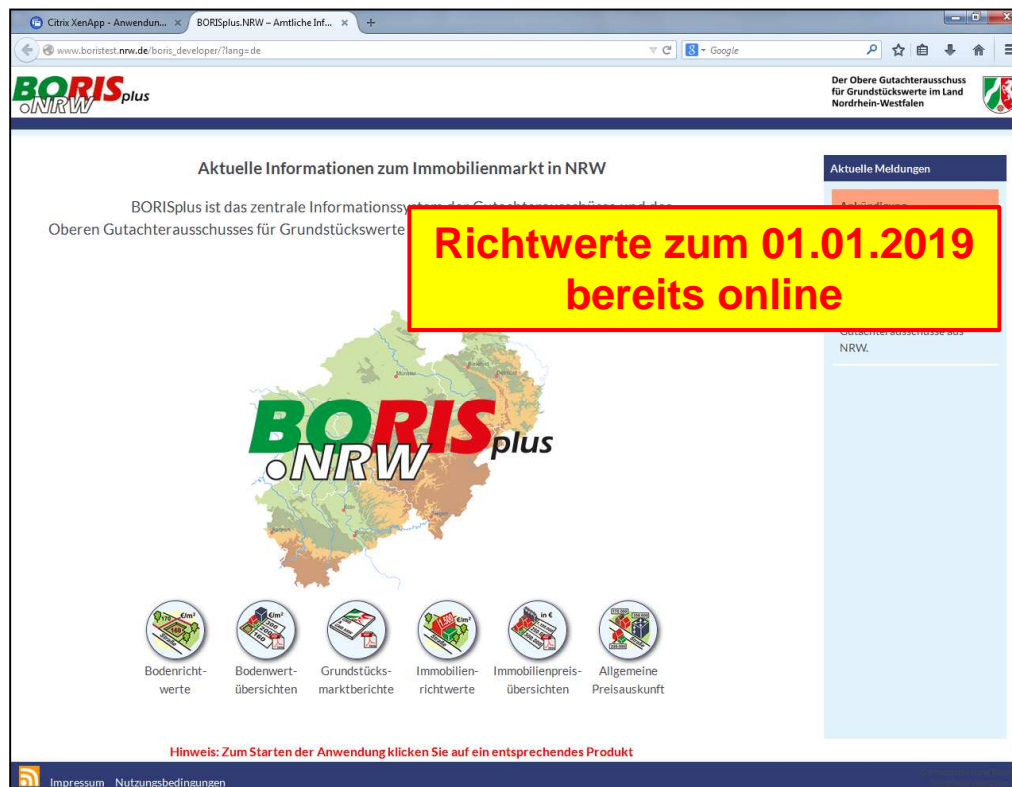 Citrix XenApp - Anwendun...
BORISplus.NRW – Amtliche Inf...
www.boristest.nrw.de/boris_developer/?lang=de
Google
BORISplus
.NRW
Der Obere Gutachterausschuss
für Grundstückswerte im Land
Nordrhein-Westfalen
Aktuelle Informationen zum Immobilienmarkt in NRW
BORISplus ist das zentrale Informationssystem der Gutachterausschüsse und des
Oberen Gutachterausschusses für Grundstückswerte
Richtwerte zum 01.01.2019
bereits online
Aktuelle Meldungen
Ankündigung
Gutachterausschüsse aus
NRW.
Münster
BORISplus
.NRW
Bodenricht-
werte
Bodenwert-
übersichten
Grundstücks-
marktberichte
Immobilien-
richtwerte
Immobilienpreis-
übersichten
Allgemeine
Preisauskunft
Hinweis: Zum Starten der Anwendung klicken Sie auf ein entsprechendes Produkt
Impressum Nutzungsbedingungen